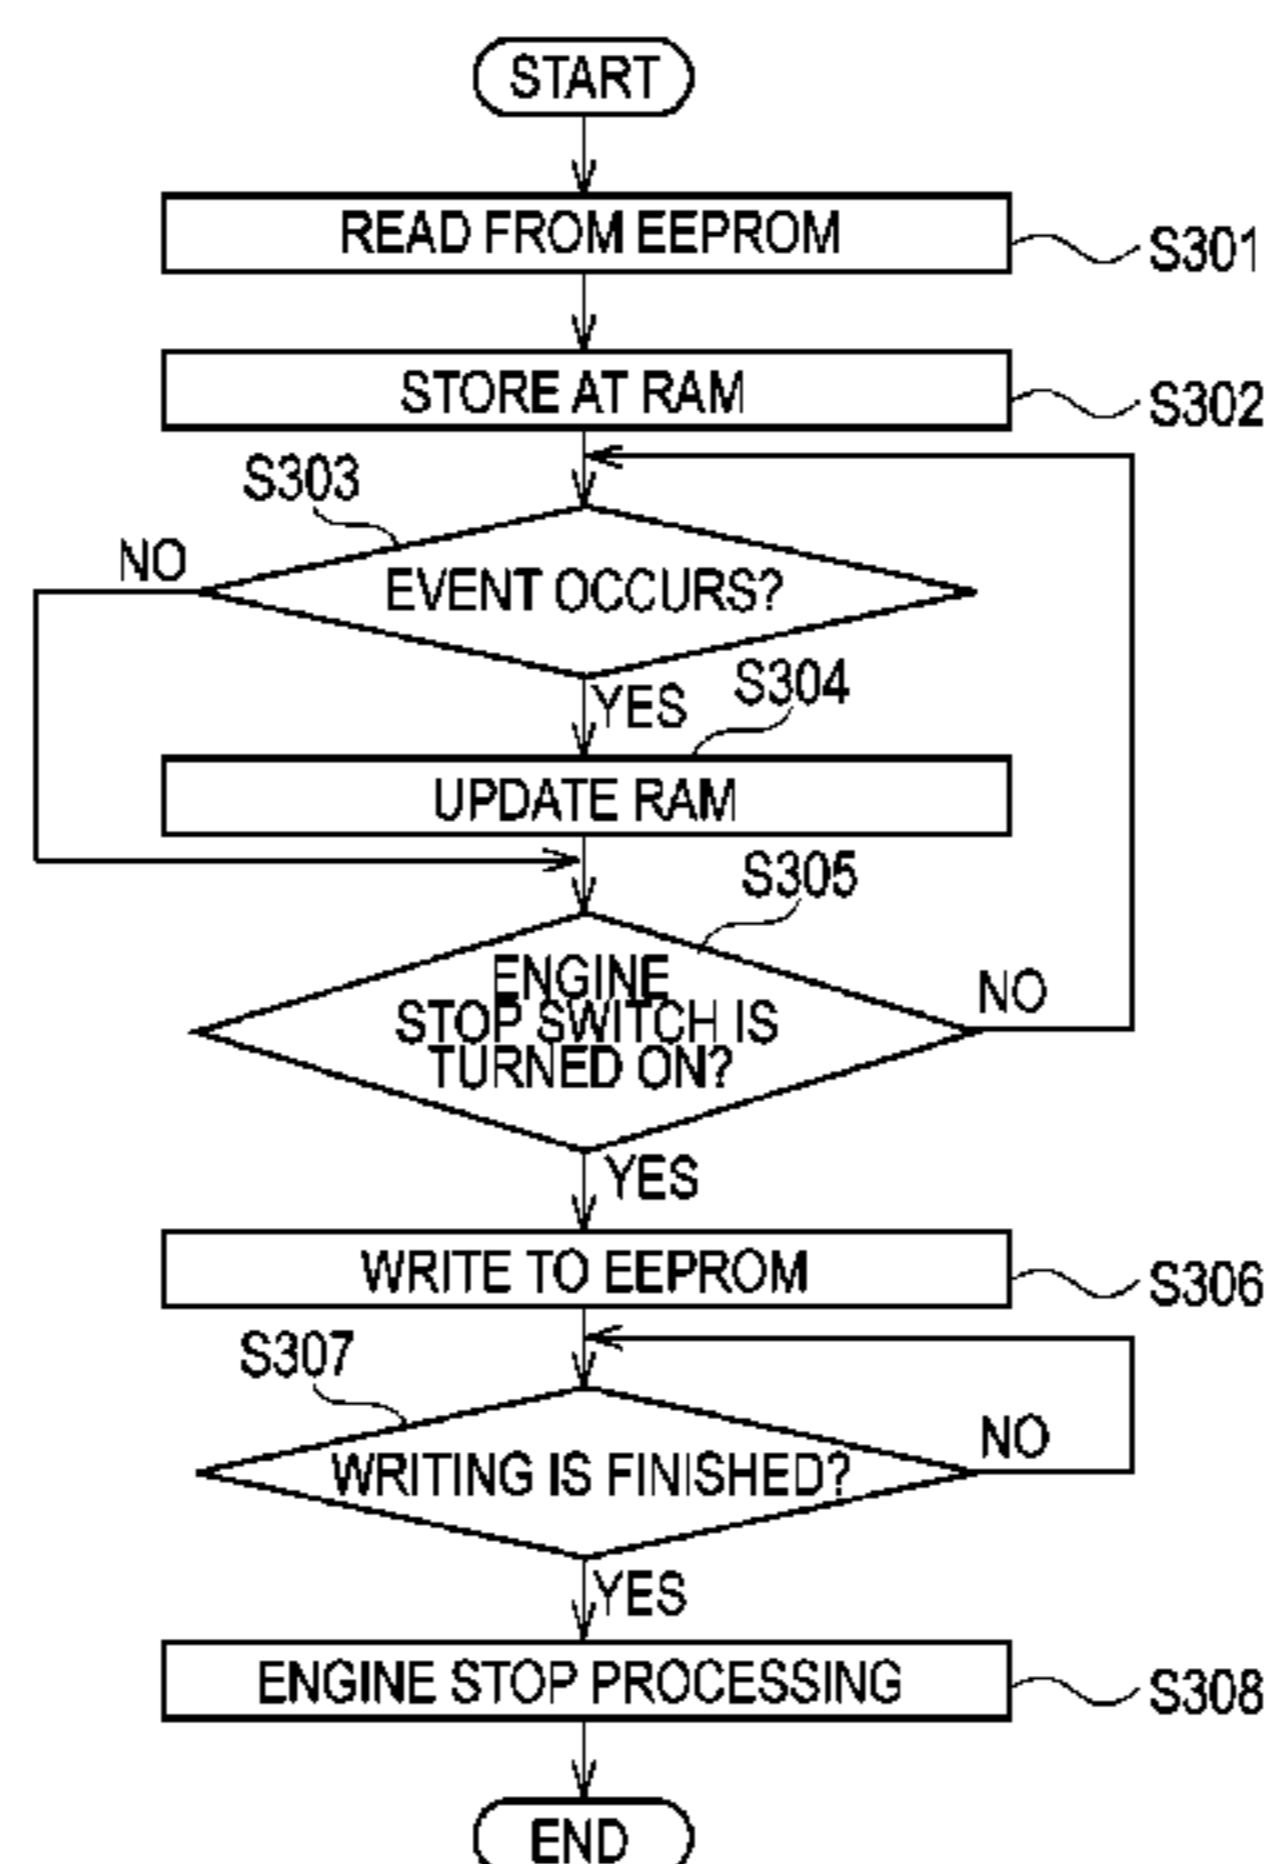 START
READ FROM EEPROM
S301
STORE AT RAM
S302
S303
NO
EVENT OCCURS?
YES
S304
UPDATE RAM
S305
ENGINE
STOP SWITCH IS
TURNED ON?
NO
YES
WRITE TO EEPROM
S306
S307
WRITING IS FINISHED?
NO
YES
ENGINE STOP PROCESSING
S308
END